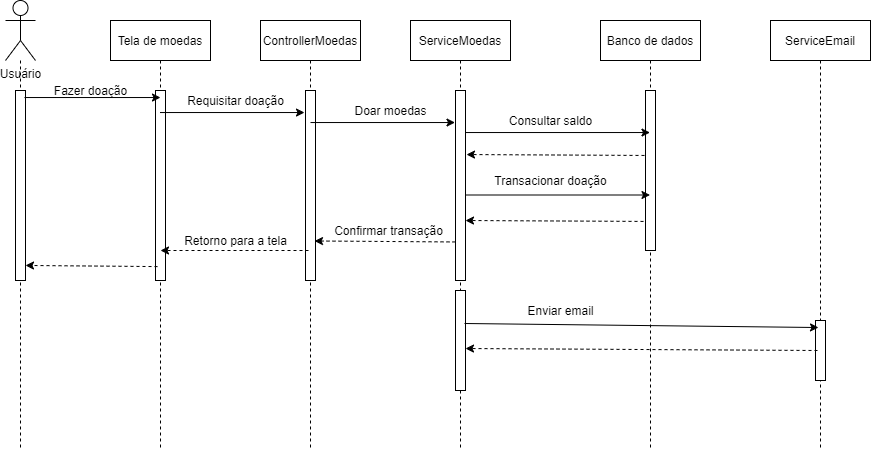 Usuário
Tela de moedas
ControllerMoedas
ServiceMoedas
Banco de dados
ServiceEmail
Fazer doação
Requisitar doação
Doar moedas
Consultar saldo
Transacionar doação
Confirmar transação
Retorno para a tela
Enviar email